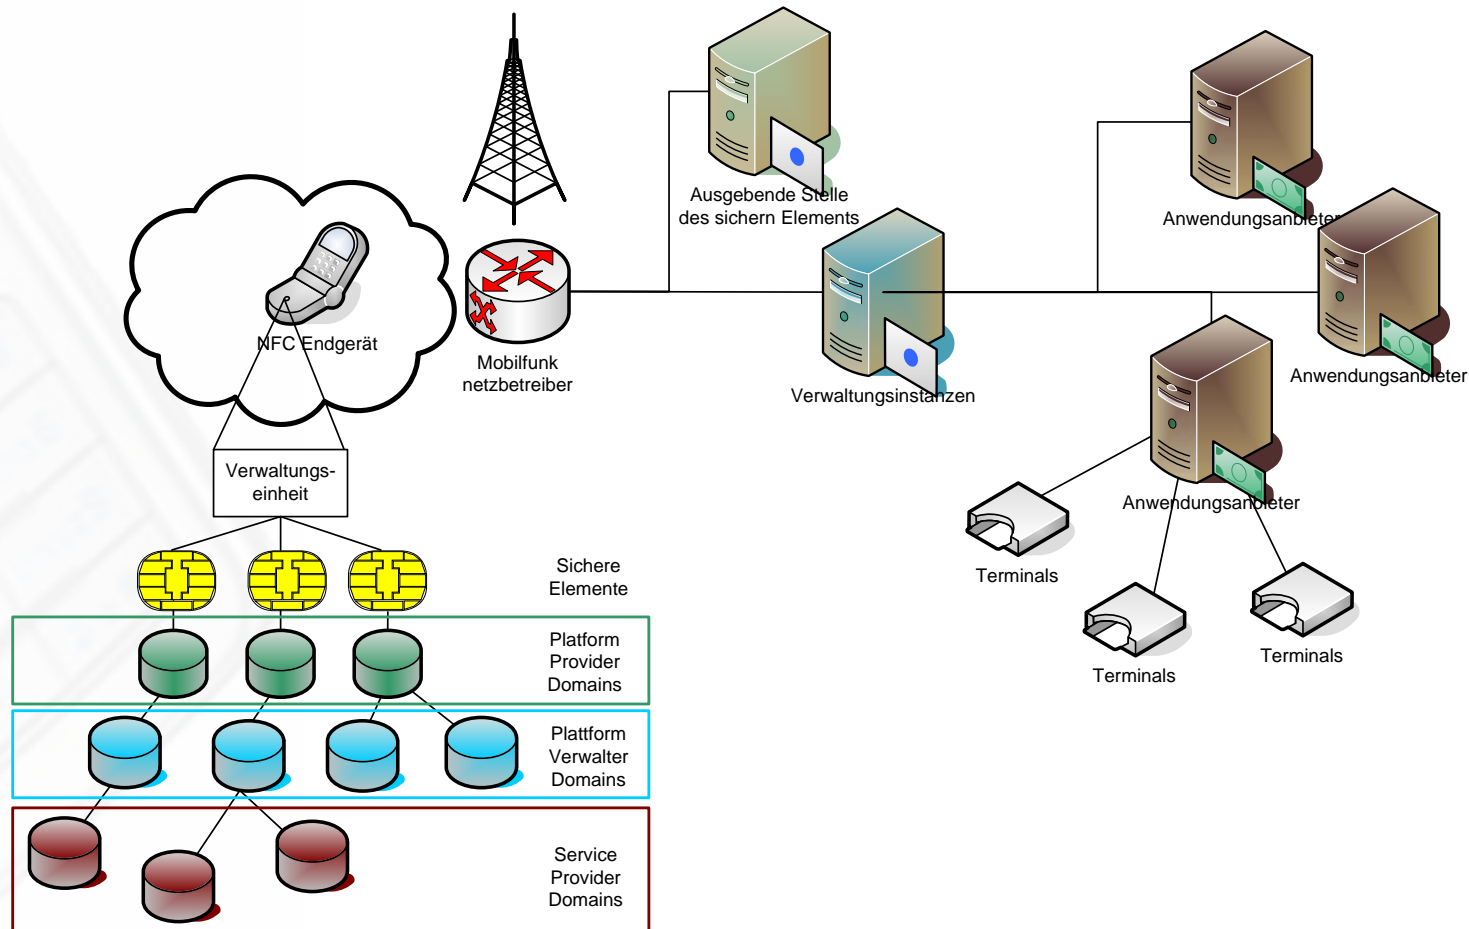 Ausgebende Stelle
des sichern Elements
Anwendungsanbieter
NFC Endgerät
Mobilfunk
netzbetreiber
Verwaltungsinstanzen
Anwendungsanbieter
Verwaltungs-
einheit
Anwendungsanbieter
Sichere
Elemente
Terminals
Terminals
Terminals
Platform
Provider
Domains
Plattform
Verwalter
Domains
Service
Provider
Domains